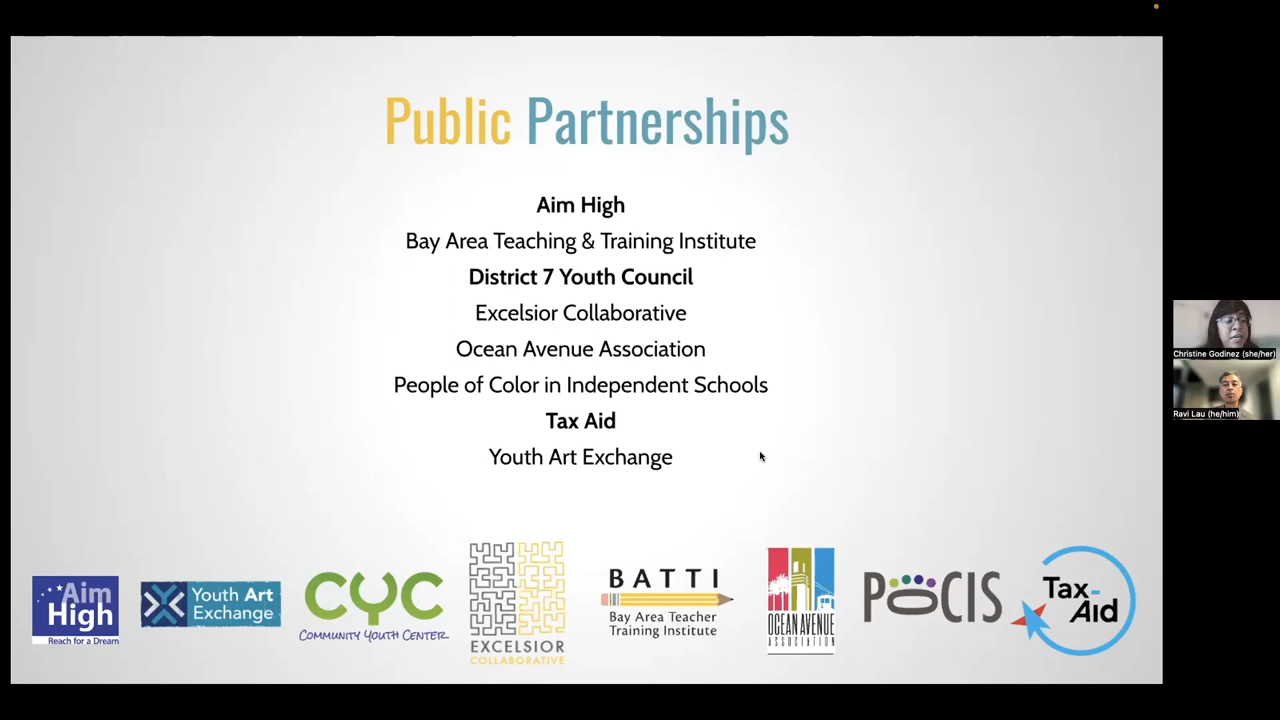 Public Partnerships
Aim High
Bay Area Teaching & Training Institute
District 7 Youth Council
Excelsior Collaborative
Ocean Avenue Association
People of Color in Independent Schools
Tax Aid
Youth Art Exchange
Aim
High
Reach for a Dream
Youth Art
Exchange
CYC
COMMUNITY YOUTH CENTER
EXCELSIOR
COLLABORATIVE
BATTI
Bay Area Teacher
Training Institute
OCEAN AVENUE
ASSOCIATION
POCIS
Tax-
Aid
Christine Godinez (she/her)
Ravi Lau (he/him)